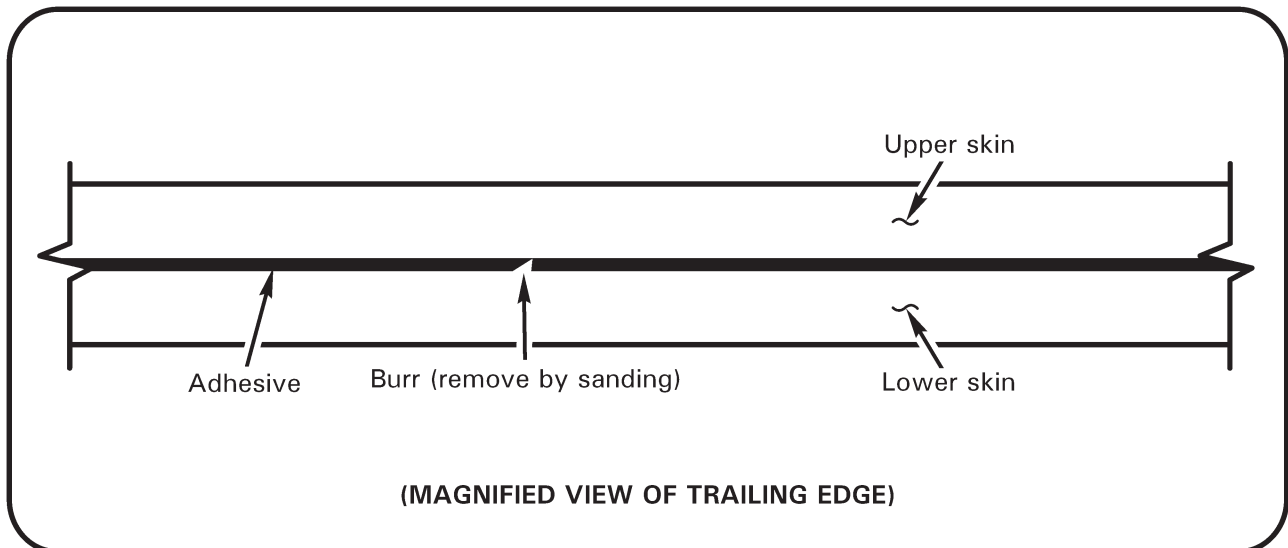 Upper skin
Adhesive
Burr (remove by sanding)
Lower skin
(MAGNIFIED VIEW OF TRAILING EDGE)